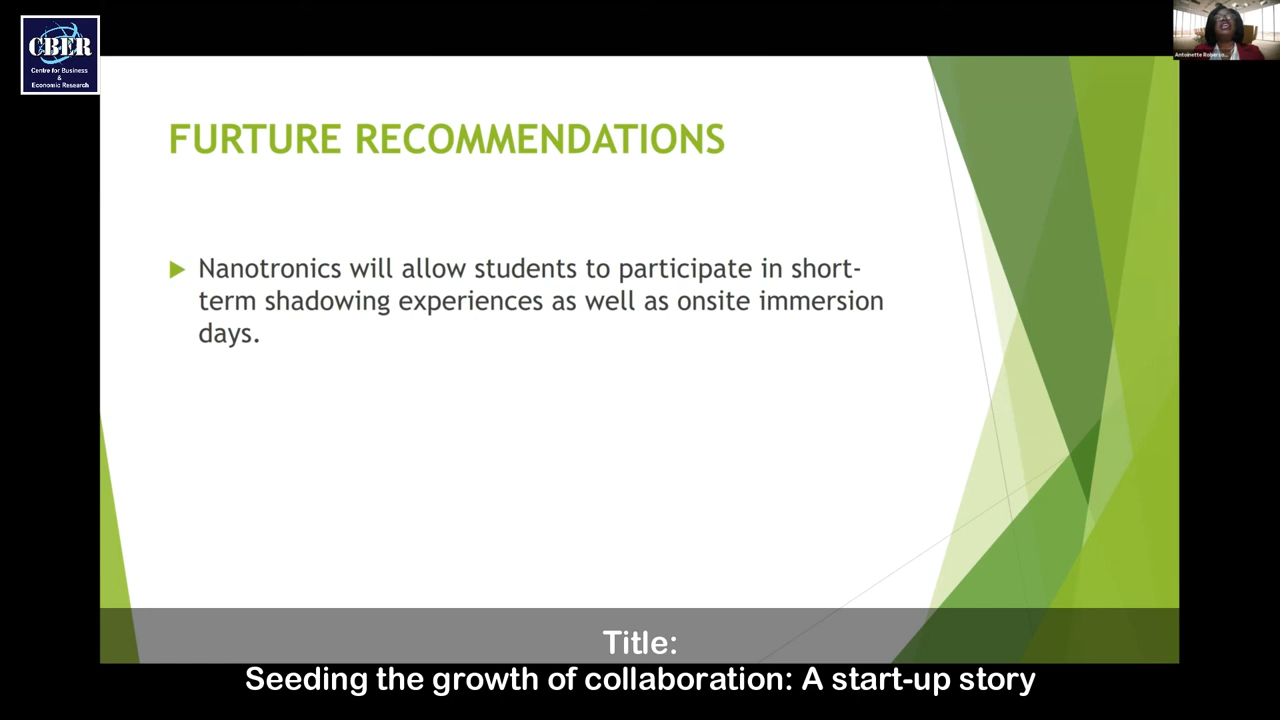 CBER
Centre for Business
&
Economic Research
FURTURE RECOMMENDATIONS
Nanotronics will allow students to participate in short-
term shadowing experiences as well as onsite immersion
days.
Title:
Seeding the growth of collaboration: A start-up story